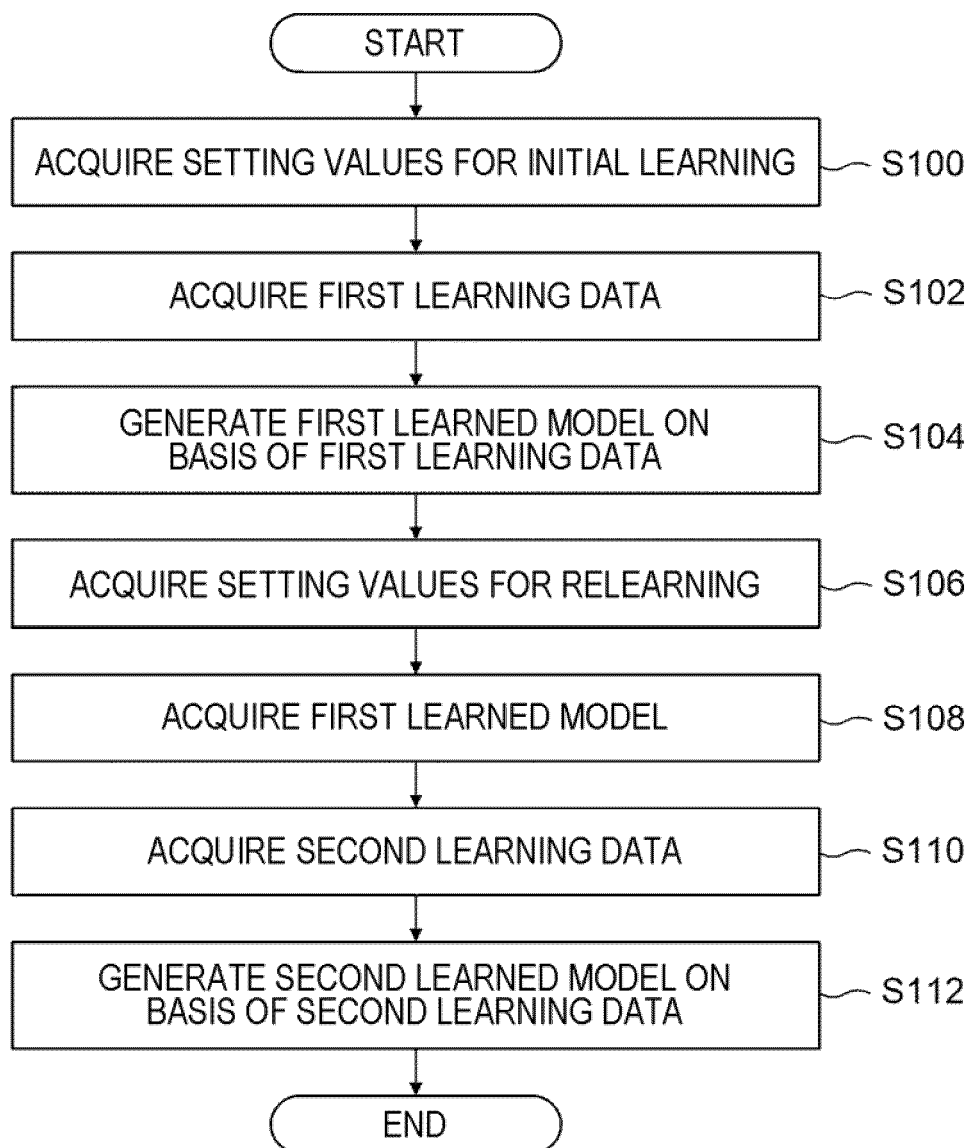 START
ACQUIRE SETTING VALUES FOR INITIAL LEARNING
S100
ACQUIRE FIRST LEARNING DATA
S102
GENERATE FIRST LEARNED MODEL ON
BASIS OF FIRST LEARNING DATA
S104
ACQUIRE SETTING VALUES FOR RELEARNING
S106
ACQUIRE FIRST LEARNED MODEL
S108
ACQUIRE SECOND LEARNING DATA
S110
GENERATE SECOND LEARNED MODEL ON
BASIS OF SECOND LEARNING DATA
S112
END